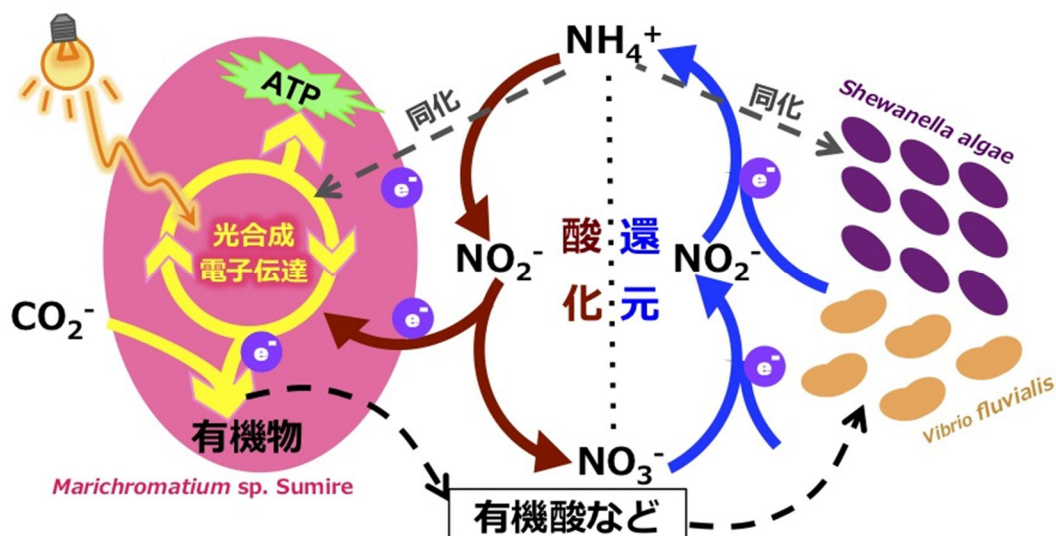 NH₄⁺
ATP
同化
同化
Shewanella algae
e⁻
e⁻
光合成
電子伝達
酸
還
NO₂⁻
NO₂⁻
化
元
CO₂⁻
e⁻
e⁻
e⁻
有機物
Vibrio fluvialis
NO₃⁻
Marichromatium sp. Sumire
有機酸など